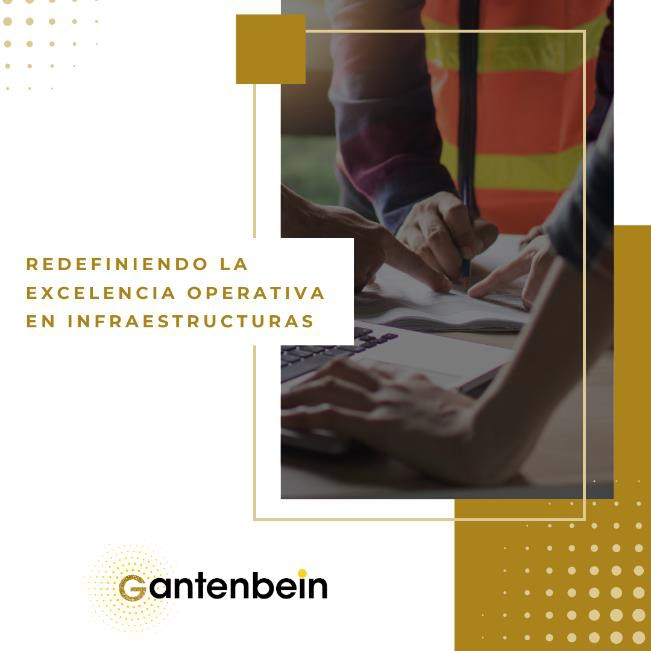 REDEFINIENDO LA
EXCELENCIA OPERATIVA
EN INFRAESTRUCTURAS
Gantenbein